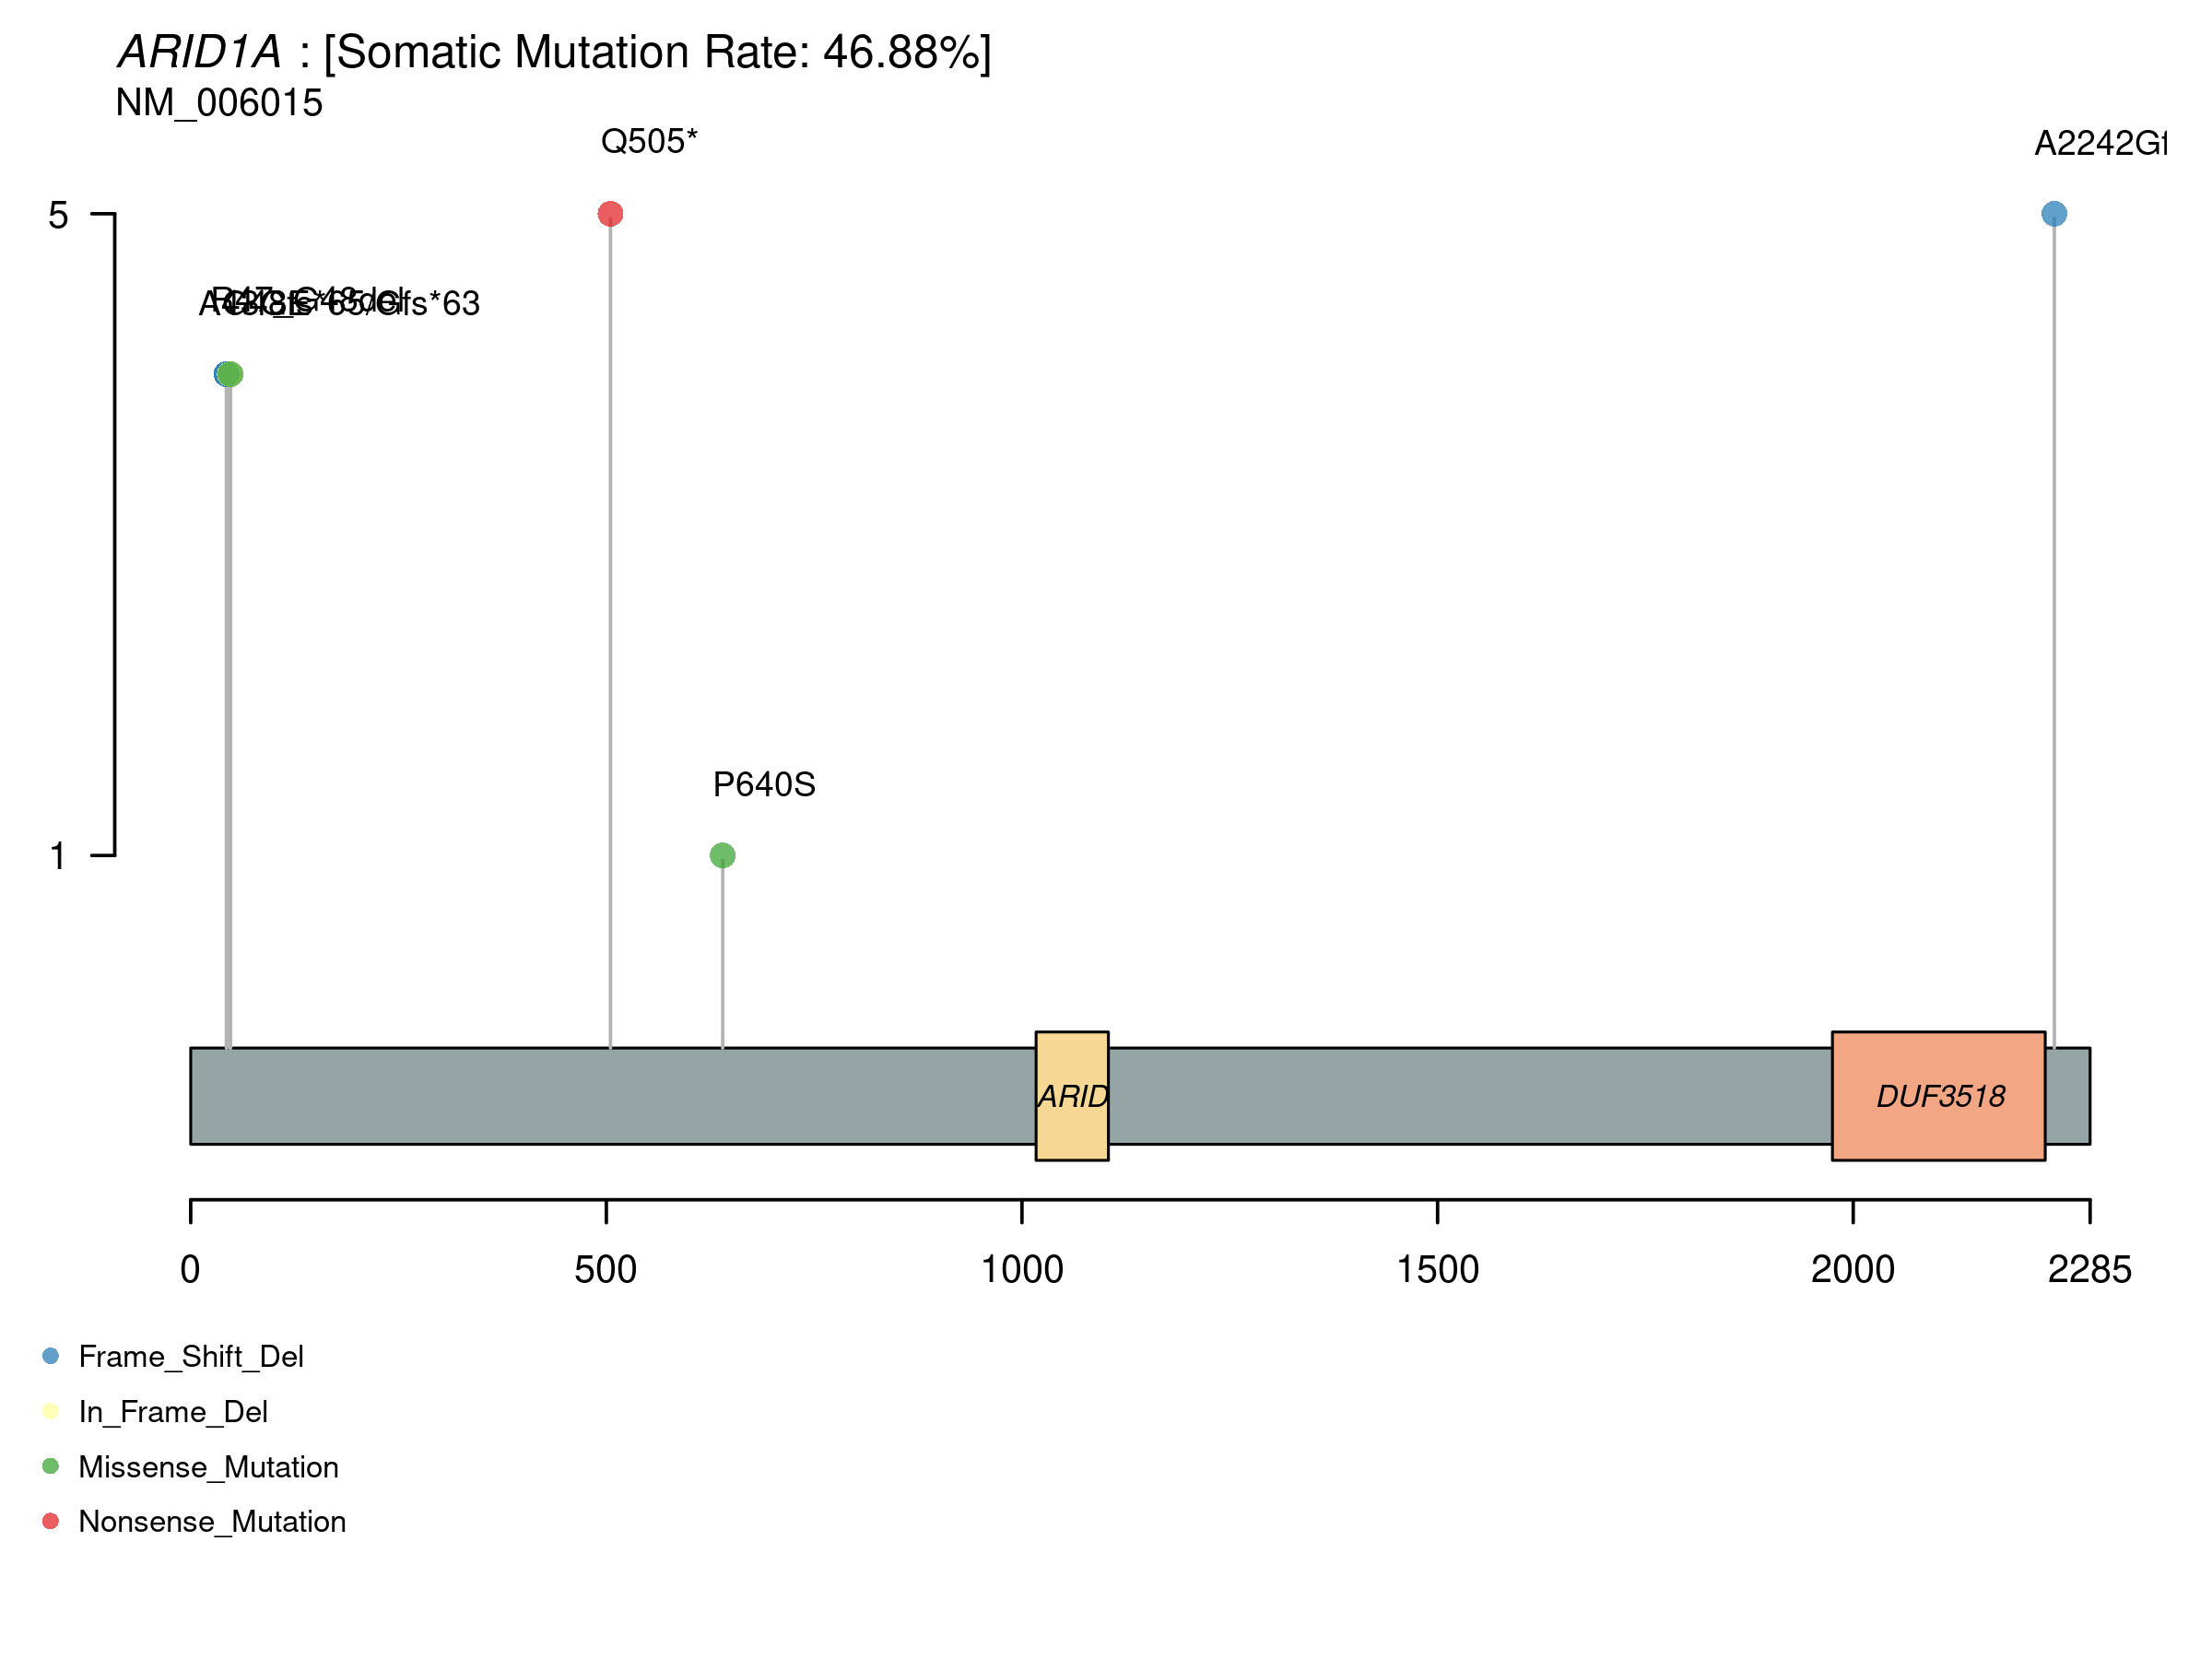 ARID1A : [Somatic Mutation Rate: 46.88%]
NM_006015
Q505*
A2242Gf
5
P640S
1
ARID
DUF3518
0 500 1000 1500 2000 2285
Frame_Shift_Del
In_Frame_Del
Missense_Mutation
Nonsense_Mutation